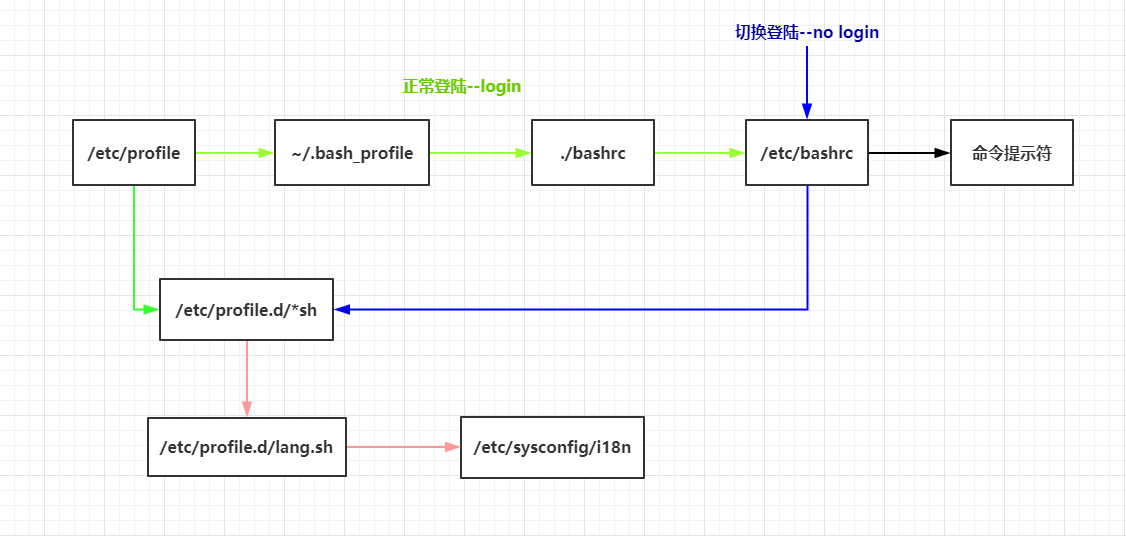 切换登陆--no login
正常登陆--login
/etc/profile
~/.bash_profile
./bashrc
/etc/bashrc
命令提示符
/etc/profile.d/*sh
/etc/profile.d/lang.sh
/etc/sysconfig/i18n